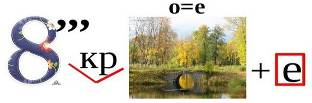 о=е
8,,,
кр
+ е